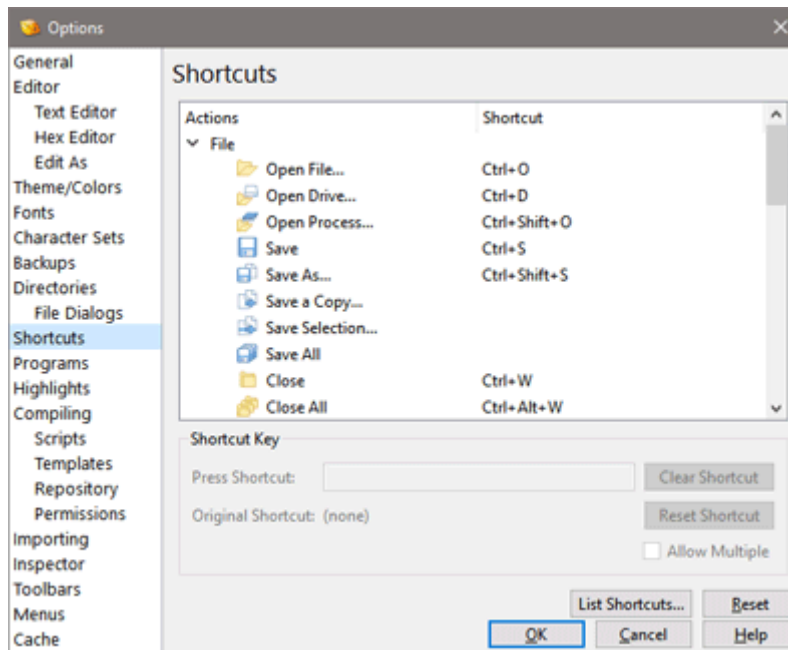 Options
General
Editor
Text Editor
Hex Editor
Edit As
Theme/Colors
Fonts
Character Sets
Backups
Directories
File Dialogs
Shortcuts
Programs
Highlights
Compiling
Scripts
Templates
Repository
Permissions
Importing
Inspector
Toolbars
Menus
Cache
Shortcuts
Actions Shortcut
File
Open File... Ctrl+O
Open Drive... Ctrl+D
Open Process... Ctrl+Shift+O
Save Ctrl+S
Save As... Ctrl+Shift+S
Save a Copy...
Save Selection...
Save All
Close Ctrl+W
Close All Ctrl+Alt+W
Shortcut Key
Press Shortcut: Clear Shortcut
Original Shortcut: (none) Reset Shortcut
Allow Multiple
List Shortcuts... Reset
OK Cancel Help